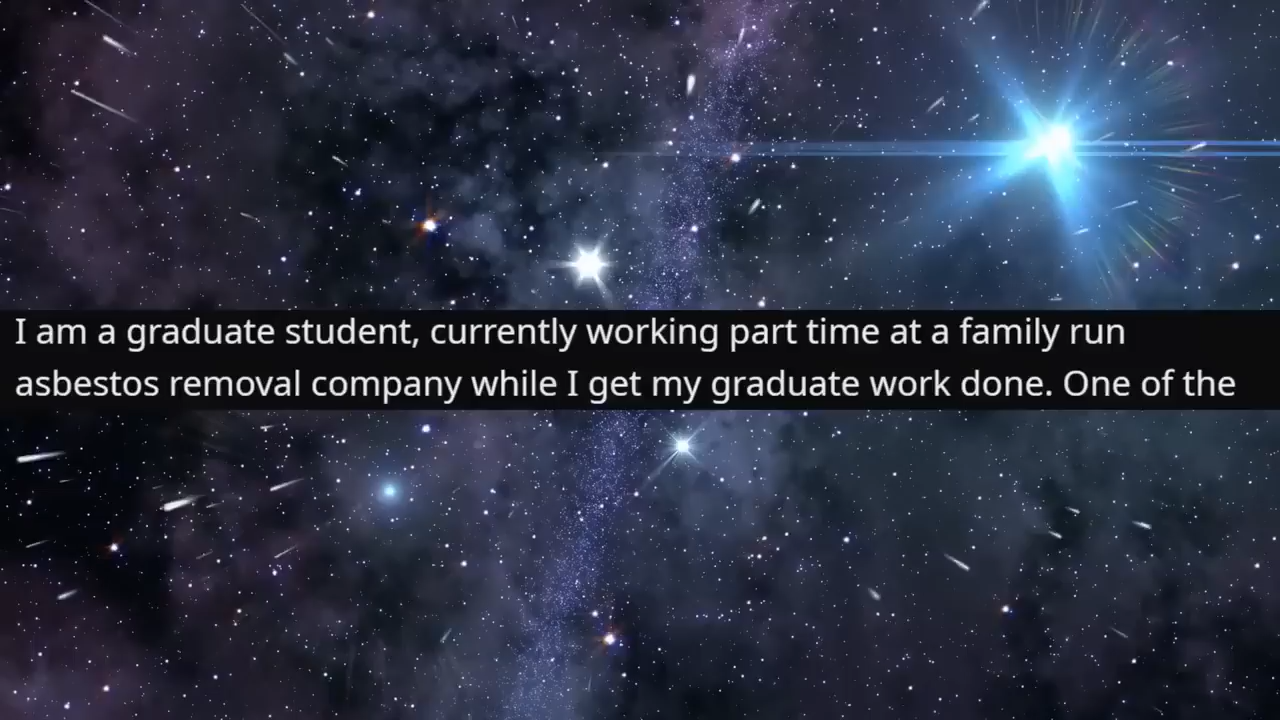 I am a graduate student, currently working part time at a family run
asbestos removal company while I get my graduate work done. One of the